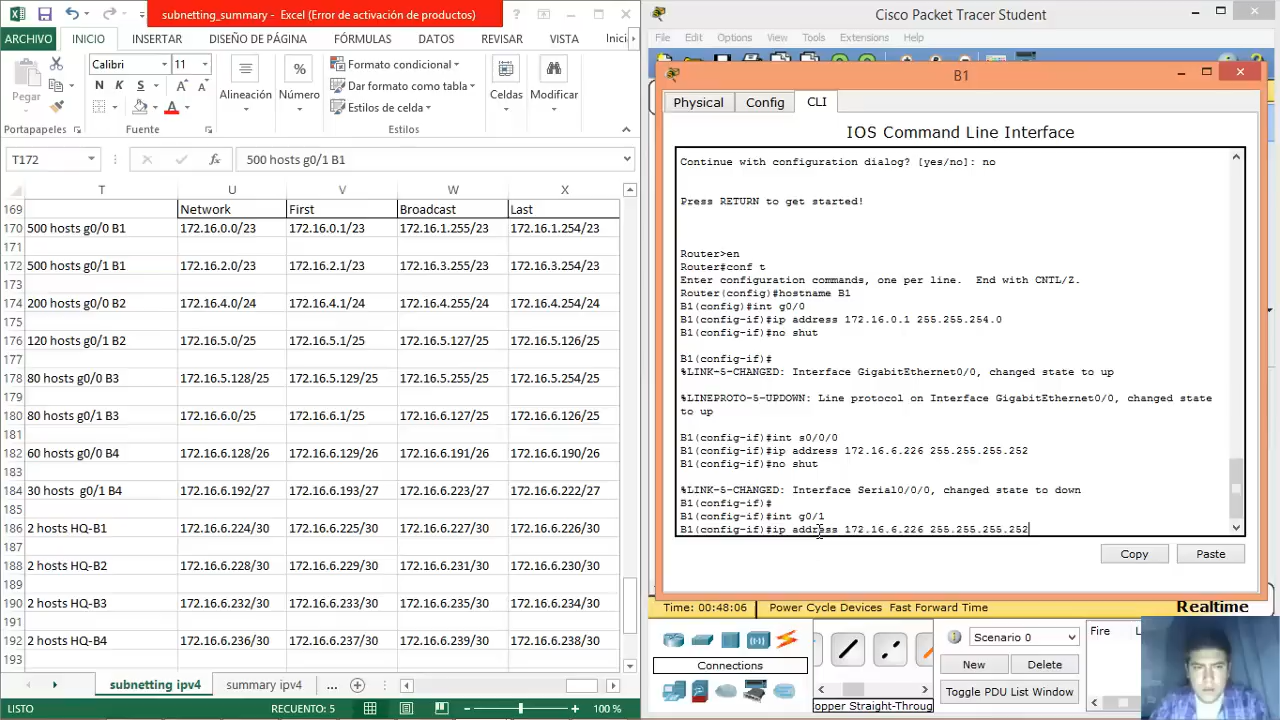 subnetting_summary - Excel (Error de activación de productos)
ARCHIVO INICIO INSERTAR DISEÑO DE PÁGINA FÓRMULAS DATOS REVISAR VISTA Inici
Calibri 11
Pegar
N K S A A
A
Alineación
%
Número
Formato condicional
Dar formato como tabla
Estilos de celda
Celdas
Modificar
Portapapeles Fuente Estilos
T172 fx 500 hosts g0/1 B1
T U V W X
169 Network First Broadcast Last
170 500 hosts g0/0 B1 172.16.0.0/23 172.16.0.1/23 172.16.1.255/23 172.16.1.254/23
171
172 500 hosts g0/1 B1 172.16.2.0/23 172.16.2.1/23 172.16.3.255/23 172.16.3.254/23
173
174 200 hosts g0/0 B2 172.16.4.0/24 172.16.4.1/24 172.16.4.255/24 172.16.4.254/24
175
176 120 hosts g0/1 B2 172.16.5.0/25 172.16.5.1/25 172.16.5.127/25 172.16.5.126/25
177
178 80 hosts g0/0 B3 172.16.5.128/25 172.16.5.129/25 172.16.5.255/25 172.16.5.254/25
179
180 80 hosts g0/1 B3 172.16.6.0/25 172.16.6.1/25 172.16.6.127/25 172.16.6.126/25
181
182 60 hosts g0/0 B4 172.16.6.128/26 172.16.6.129/26 172.16.6.191/26 172.16.6.190/26
183
184 30 hosts g0/1 B4 172.16.6.192/27 172.16.6.193/27 172.16.6.223/27 172.16.6.222/27
185
186 2 hosts HQ-B1 172.16.6.224/30 172.16.6.225/30 172.16.6.227/30 172.16.6.226/30
187
188 2 hosts HQ-B2 172.16.6.228/30 172.16.6.229/30 172.16.6.231/30 172.16.6.230/30
189
190 2 hosts HQ-B3 172.16.6.232/30 172.16.6.233/30 172.16.6.235/30 172.16.6.234/30
191
192 2 hosts HQ-B4 172.16.6.236/30 172.16.6.237/30 172.16.6.239/30 172.16.6.238/30
193
subnetting ipv4 summary ipv4 ...
LISTO RECUENTO: 5 100 %
Cisco Packet Tracer Student
File Edit Options View Tools Extensions Help
B1
Physical Config CLI
IOS Command Line Interface
Continue with configuration dialog? [yes/no]: no
Press RETURN to get started!
Router>en
Router#conf t
Enter configuration commands, one per line. End with CNTL/Z.
Router(config)#hostname B1
B1(config)#int g0/0
B1(config-if)#ip address 172.16.0.1 255.255.254.0
B1(config-if)#no shut
B1(config-if)#
%LINK-5-CHANGED: Interface GigabitEthernet0/0, changed state to up
%LINEPROTO-5-UPDOWN: Line protocol on Interface GigabitEthernet0/0, changed state
to up
B1(config-if)#int s0/0/0
B1(config-if)#ip address 172.16.6.226 255.255.255.252
B1(config-if)#no shut
%LINK-5-CHANGED: Interface Serial0/0/0, changed state to down
B1(config-if)#
B1(config-if)#int g0/1
B1(config-if)#ip address 172.16.6.226 255.255.255.252
Copy Paste
Time: 00:48:06 Power Cycle Devices Fast Forward Time Realtime
Connections
opper Straight-Throug
Scenario 0
New Delete
Toggle PDU List Window
Fire L